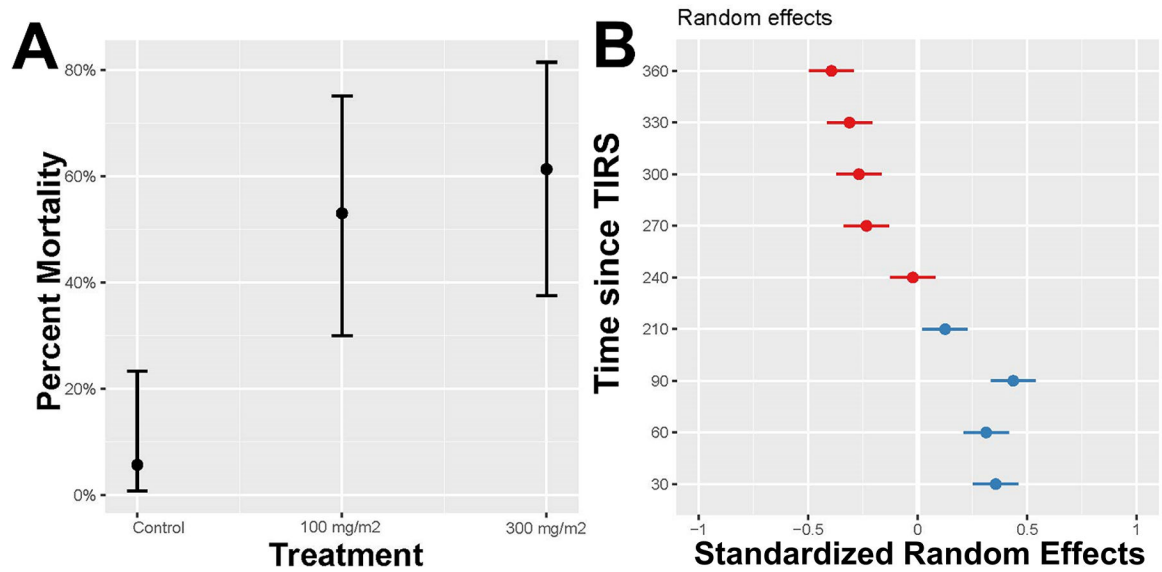 A
Percent Mortality
80%
60%
40%
20%
0%
Control
100 mg/m2
300 mg/m2
Treatment
B
Random effects
Time since TIRS
360
330
300
270
240
210
90
60
30
−1
−0.5
0
0.5
1
Standardized Random Effects